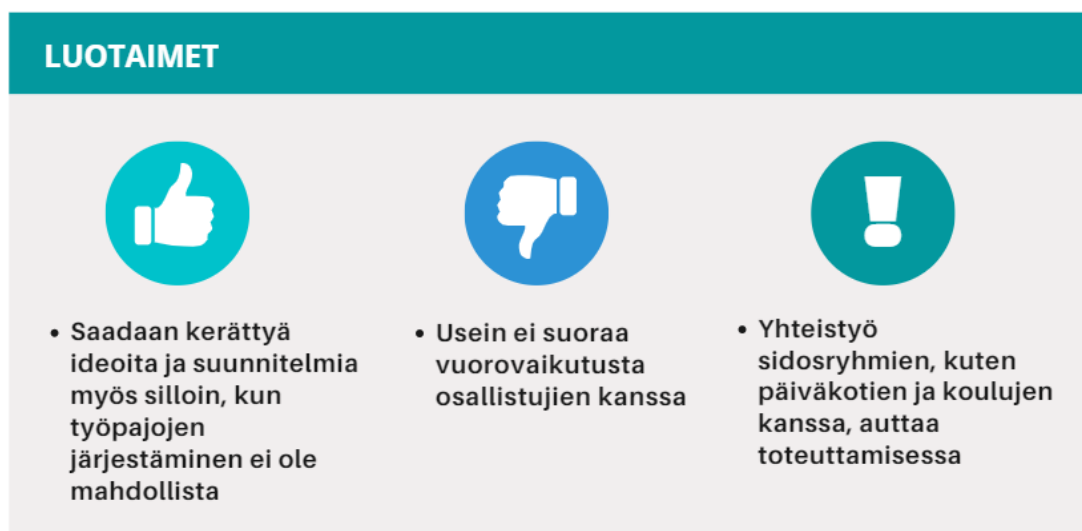 LUOTAIMET
• Saadaan kerättyä
ideoita ja suunnitelmia
myös silloin, kun
työpajojen
järjestäminen ei ole
mahdollista
• Usein ei suoraa
vuorovaikutusta
osallistujien kanssa
• Yhteistyö
sidosryhmien, kuten
päiväkotien ja koulujen
kanssa, auttaa
toteuttamisessa